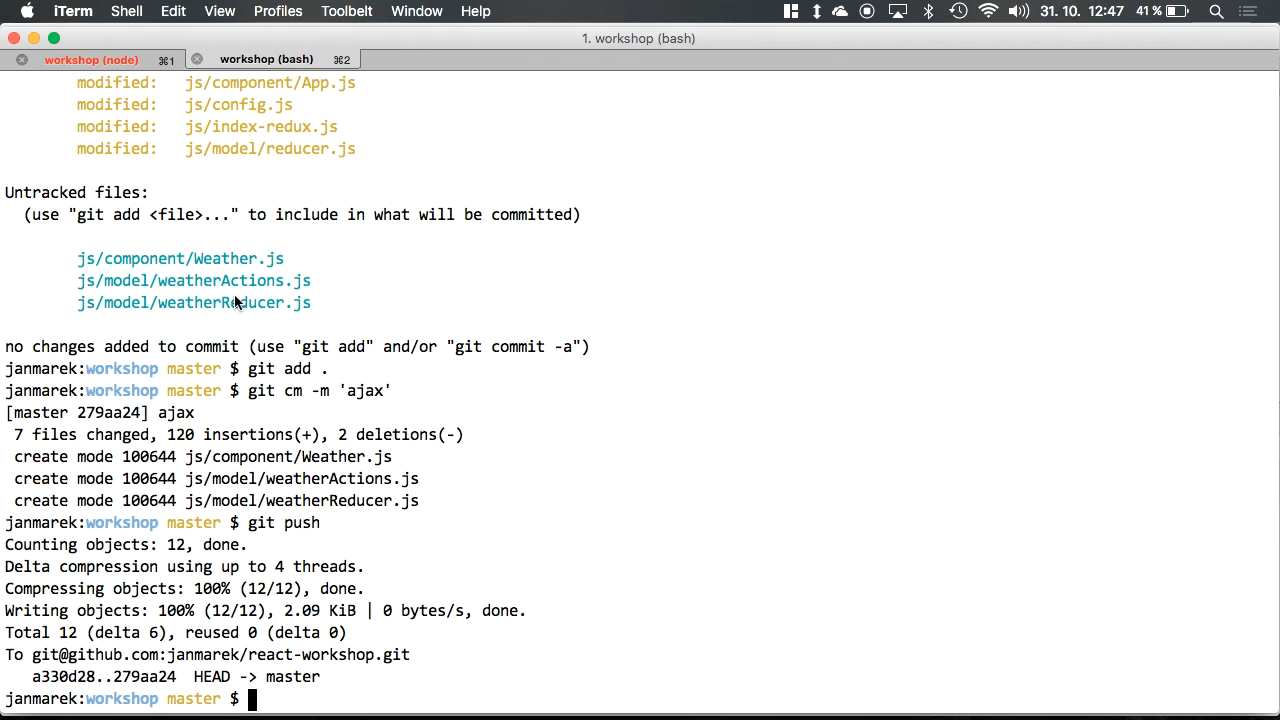 iTerm Shell Edit View Profiles Toolbelt Window Help 31. 10. 12:47 41%
1. workshop (bash)
workshop (node) ⌘1 workshop (bash) ⌘2
modified: js/component/App.js
modified: js/config.js
modified: js/index-redux.js
modified: js/model/reducer.js
Untracked files:
(use "git add <file>..." to include in what will be committed)
js/component/Weather.js
js/model/weatherActions.js
js/model/weatherReducer.js
no changes added to commit (use "git add" and/or "git commit -a")
janmarek:workshop master $ git add .
janmarek:workshop master $ git cm -m 'ajax'
[master 279aa24] ajax
7 files changed, 120 insertions(+), 2 deletions(-)
create mode 100644 js/component/Weather.js
create mode 100644 js/model/weatherActions.js
create mode 100644 js/model/weatherReducer.js
janmarek:workshop master $ git push
Counting objects: 12, done.
Delta compression using up to 4 threads.
Compressing objects: 100% (12/12), done.
Writing objects: 100% (12/12), 2.09 KiB | 0 bytes/s, done.
Total 12 (delta 6), reused 0 (delta 0)
To git@github.com:janmarek/react-workshop.git
a330d28..279aa24 HEAD -> master
janmarek:workshop master $